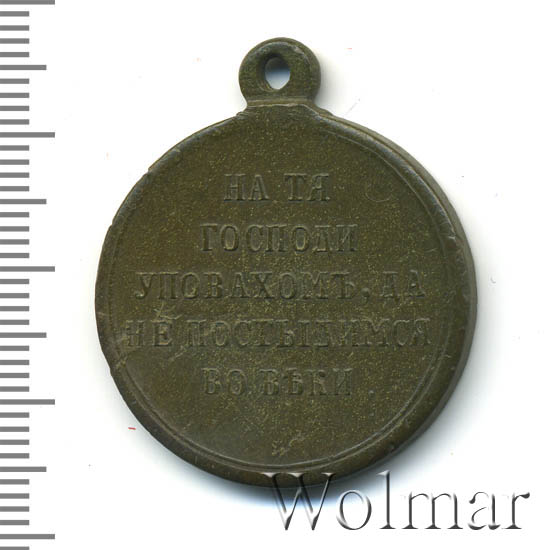 НА ТЯ
ГОСПОДИ
УПОВАХОМЪ, ДА
НЕ ПОСТЫДИМСЯ
ВО ВѢКИ
Wolmar